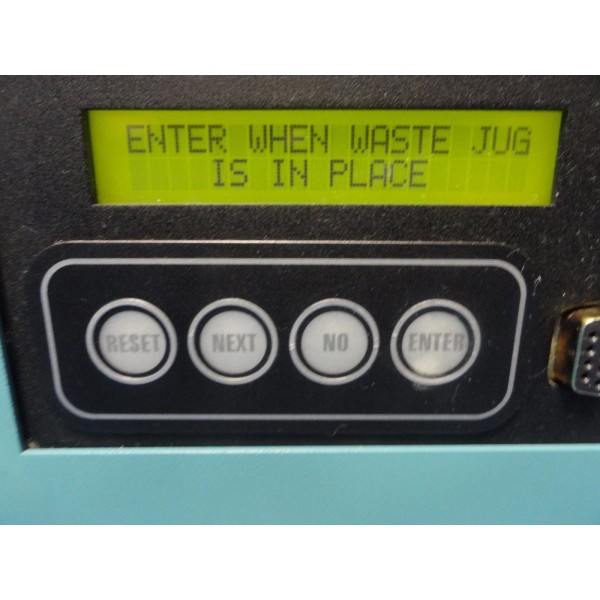 ENTER WHEN WASTE JUG
IS IN PLACE
RESET NEXT NO ENTER